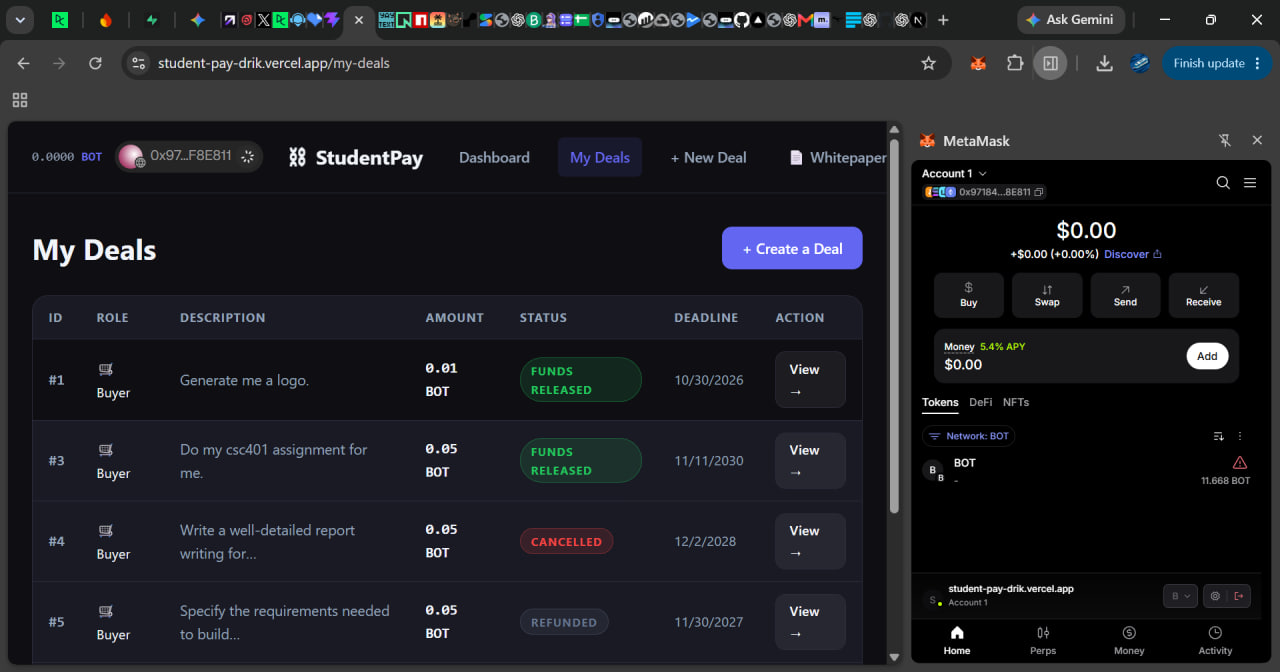 Ask Gemini
student-pay-drik.vercel.app/my-deals
Finish update
0.0000 BOT
0x97...F8E811
StudentPay
Dashboard
My Deals
+ New Deal
Whitepaper
My Deals
+ Create a Deal
ID ROLE DESCRIPTION AMOUNT STATUS DEADLINE ACTION
#1 Buyer Generate me a logo. 0.01 BOT FUNDS RELEASED 10/30/2026 View →
#3 Buyer Do my csc401 assignment for me. 0.05 BOT FUNDS RELEASED 11/11/2030 View →
#4 Buyer Write a well-detailed report writing for... 0.05 BOT CANCELLED 12/2/2028 View →
#5 Buyer Specify the requirements needed to build... 0.05 BOT REFUNDED 11/30/2027 View →
MetaMask
Account 1
0x97184...8E811
$0.00
+$0.00 (+0.00%) Discover
$
Buy
Swap
Send
Receive
Money 5.4% APY
$0.00
Add
Tokens DeFi NFTs
Network: BOT
B
B
BOT
-
11.668 BOT
S
student-pay-drik.vercel.app
Account 1
B
Home
Perps
Money
Activity